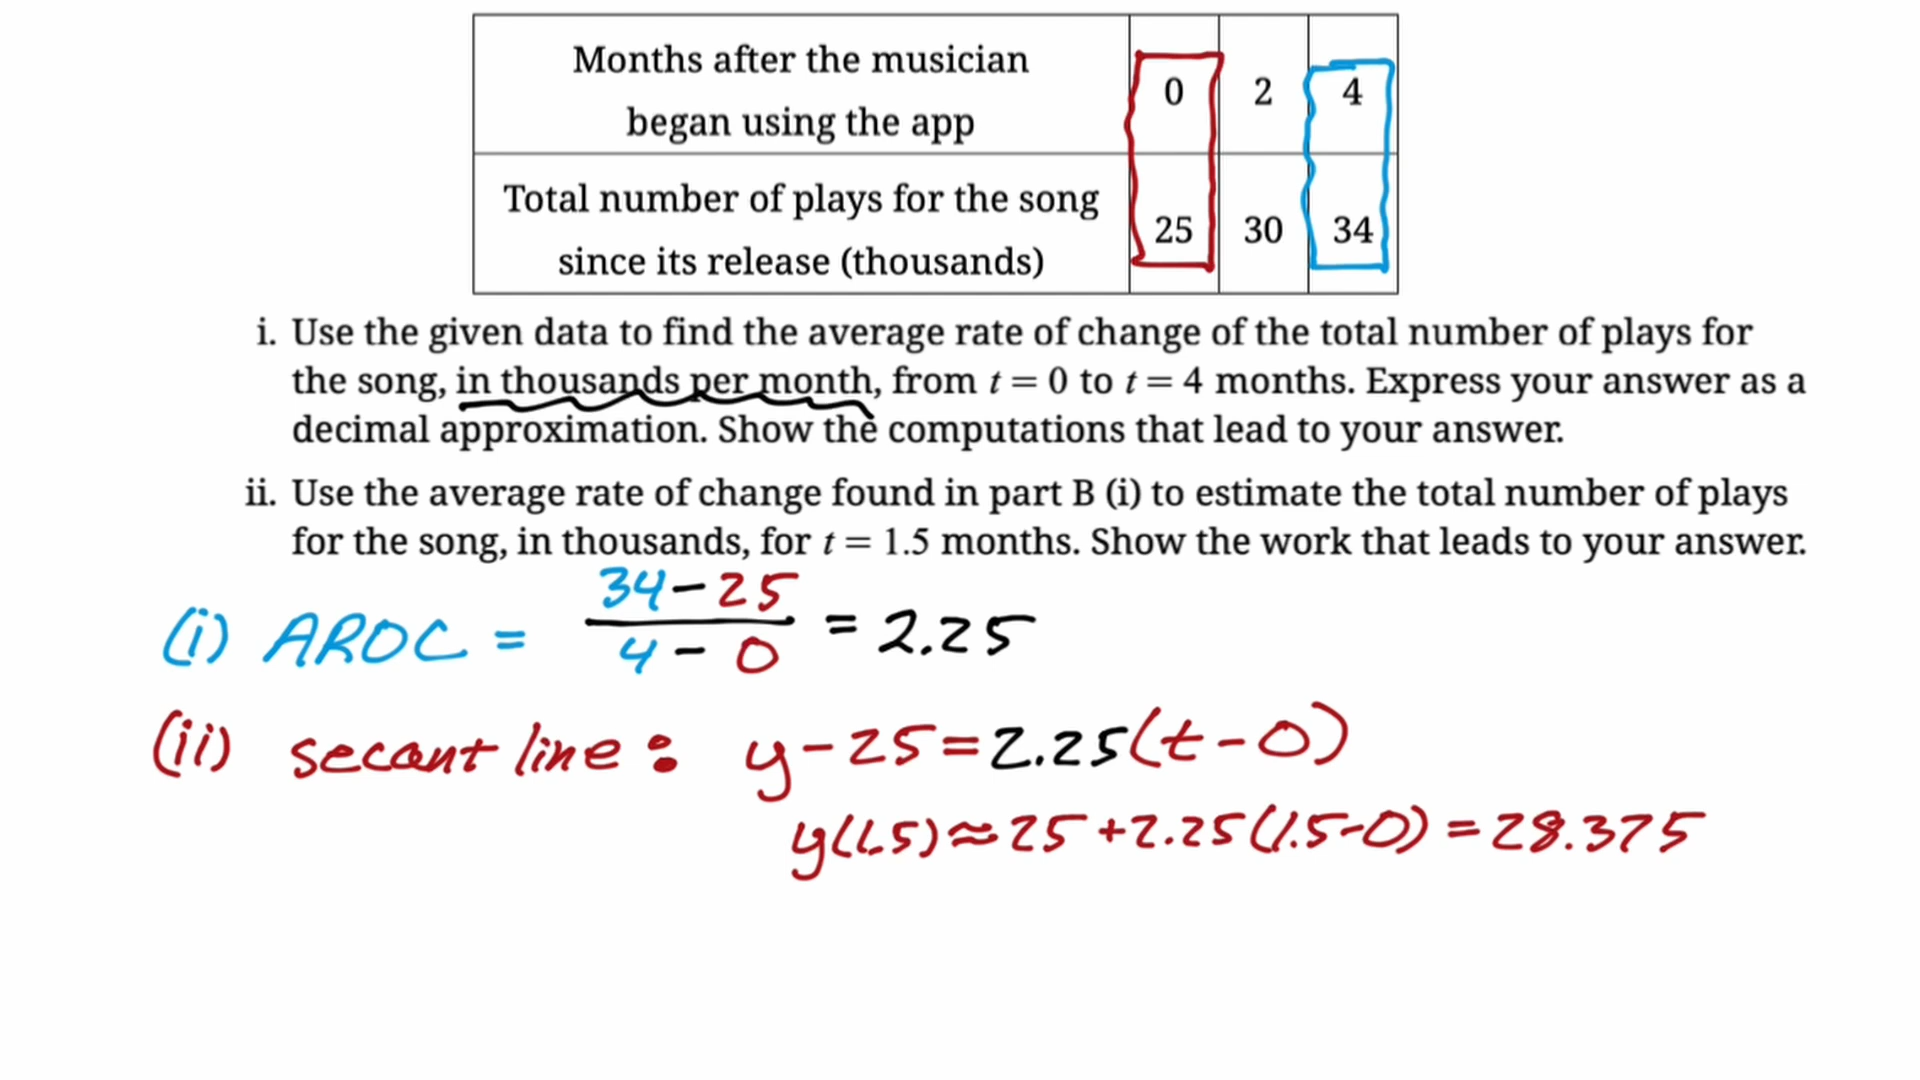 Months after the musician
began using the app
0 2 4
Total number of plays for the song
since its release (thousands)
25 30 34
i. Use the given data to find the average rate of change of the total number of plays for
the song, in thousands per month, from t = 0 to t = 4 months. Express your answer as a
decimal approximation. Show the computations that lead to your answer.
ii. Use the average rate of change found in part B (i) to estimate the total number of plays
for the song, in thousands, for t = 1.5 months. Show the work that leads to your answer.
34 - 25
(i) AROC = = 2.25
4 - 0
(ii) secant line: y - 25 = 2.25(t - 0)
y(1.5) ≈ 25 + 2.25(1.5-0) = 28.375